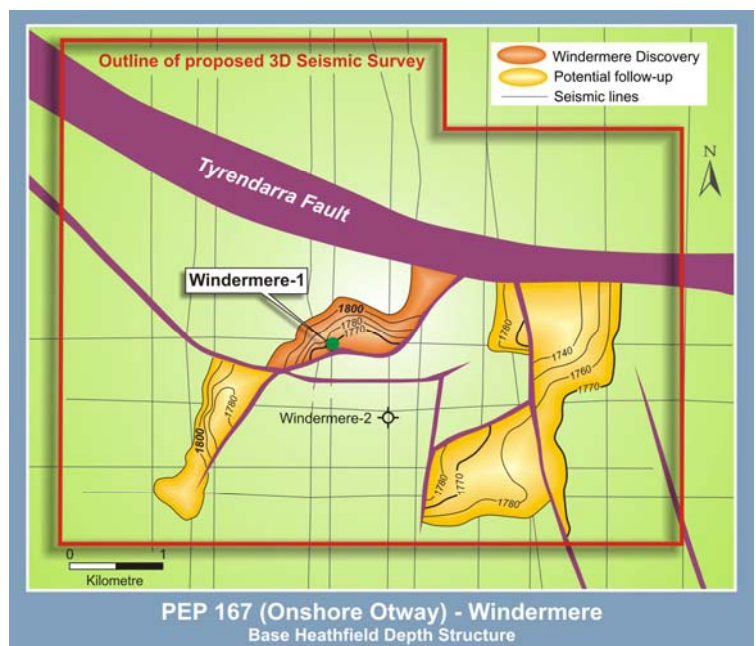 Outline of proposed 3D Seismic Survey
Windermere Discovery
Potential follow-up
Seismic lines
N
Tyrendarra Fault
Windermere-1
1800
1780
1770
1780
1740
1760
1770
1780
1800
Windermere-2
1780
1770
1780
0 1
Kilometre
PEP 167 (Onshore Otway) - Windermere
Base Heathfield Depth Structure